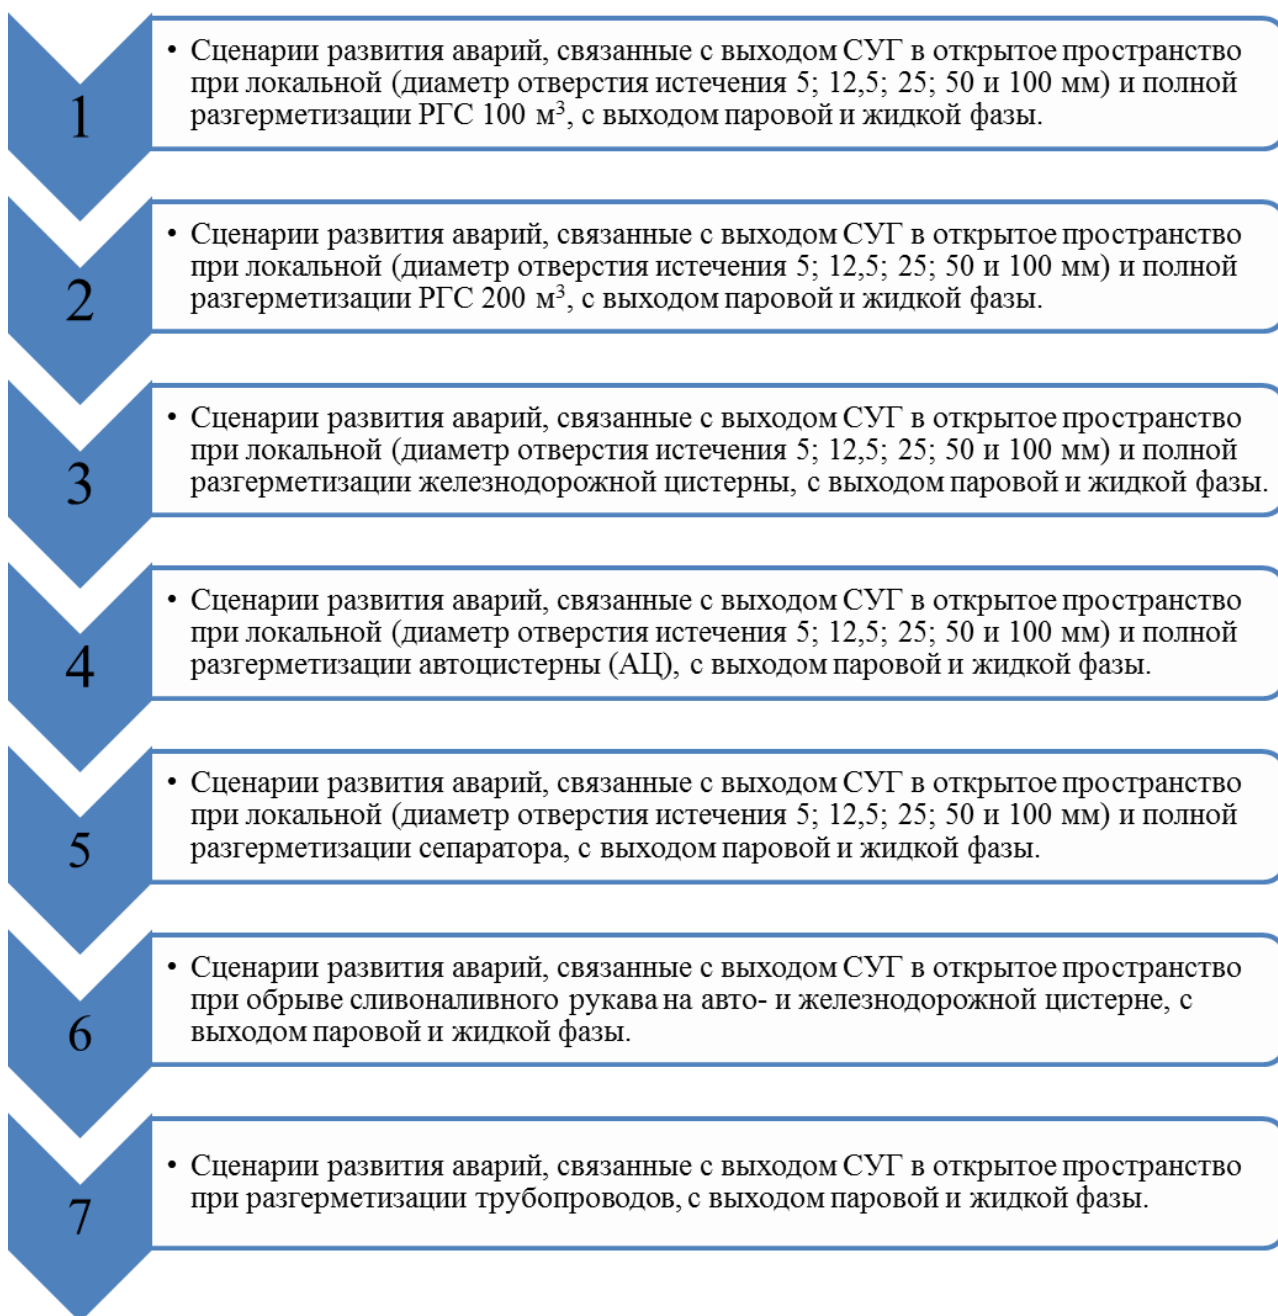 1
• Сценарии развития аварий, связанные с выходом СУГ в открытое пространство
при локальной (диаметр отверстия истечения 5; 12,5; 25; 50 и 100 мм) и полной
разгерметизации РГС 100 м³, с выходом паровой и жидкой фазы.
2
• Сценарии развития аварий, связанные с выходом СУГ в открытое пространство
при локальной (диаметр отверстия истечения 5; 12,5; 25; 50 и 100 мм) и полной
разгерметизации РГС 200 м³, с выходом паровой и жидкой фазы.
3
• Сценарии развития аварий, связанные с выходом СУГ в открытое пространство
при локальной (диаметр отверстия истечения 5; 12,5; 25; 50 и 100 мм) и полной
разгерметизации железнодорожной цистерны, с выходом паровой и жидкой фазы.
4
• Сценарии развития аварий, связанные с выходом СУГ в открытое пространство
при локальной (диаметр отверстия истечения 5; 12,5; 25; 50 и 100 мм) и полной
разгерметизации автоцистерны (АЦ), с выходом паровой и жидкой фазы.
5
• Сценарии развития аварий, связанные с выходом СУГ в открытое пространство
при локальной (диаметр отверстия истечения 5; 12,5; 25; 50 и 100 мм) и полной
разгерметизации сепаратора, с выходом паровой и жидкой фазы.
6
• Сценарии развития аварий, связанные с выходом СУГ в открытое пространство
при обрыве сливоналивного рукава на авто- и железнодорожной цистерне, с
выходом паровой и жидкой фазы.
7
• Сценарии развития аварий, связанные с выходом СУГ в открытое пространство
при разгерметизации трубопроводов, с выходом паровой и жидкой фазы.